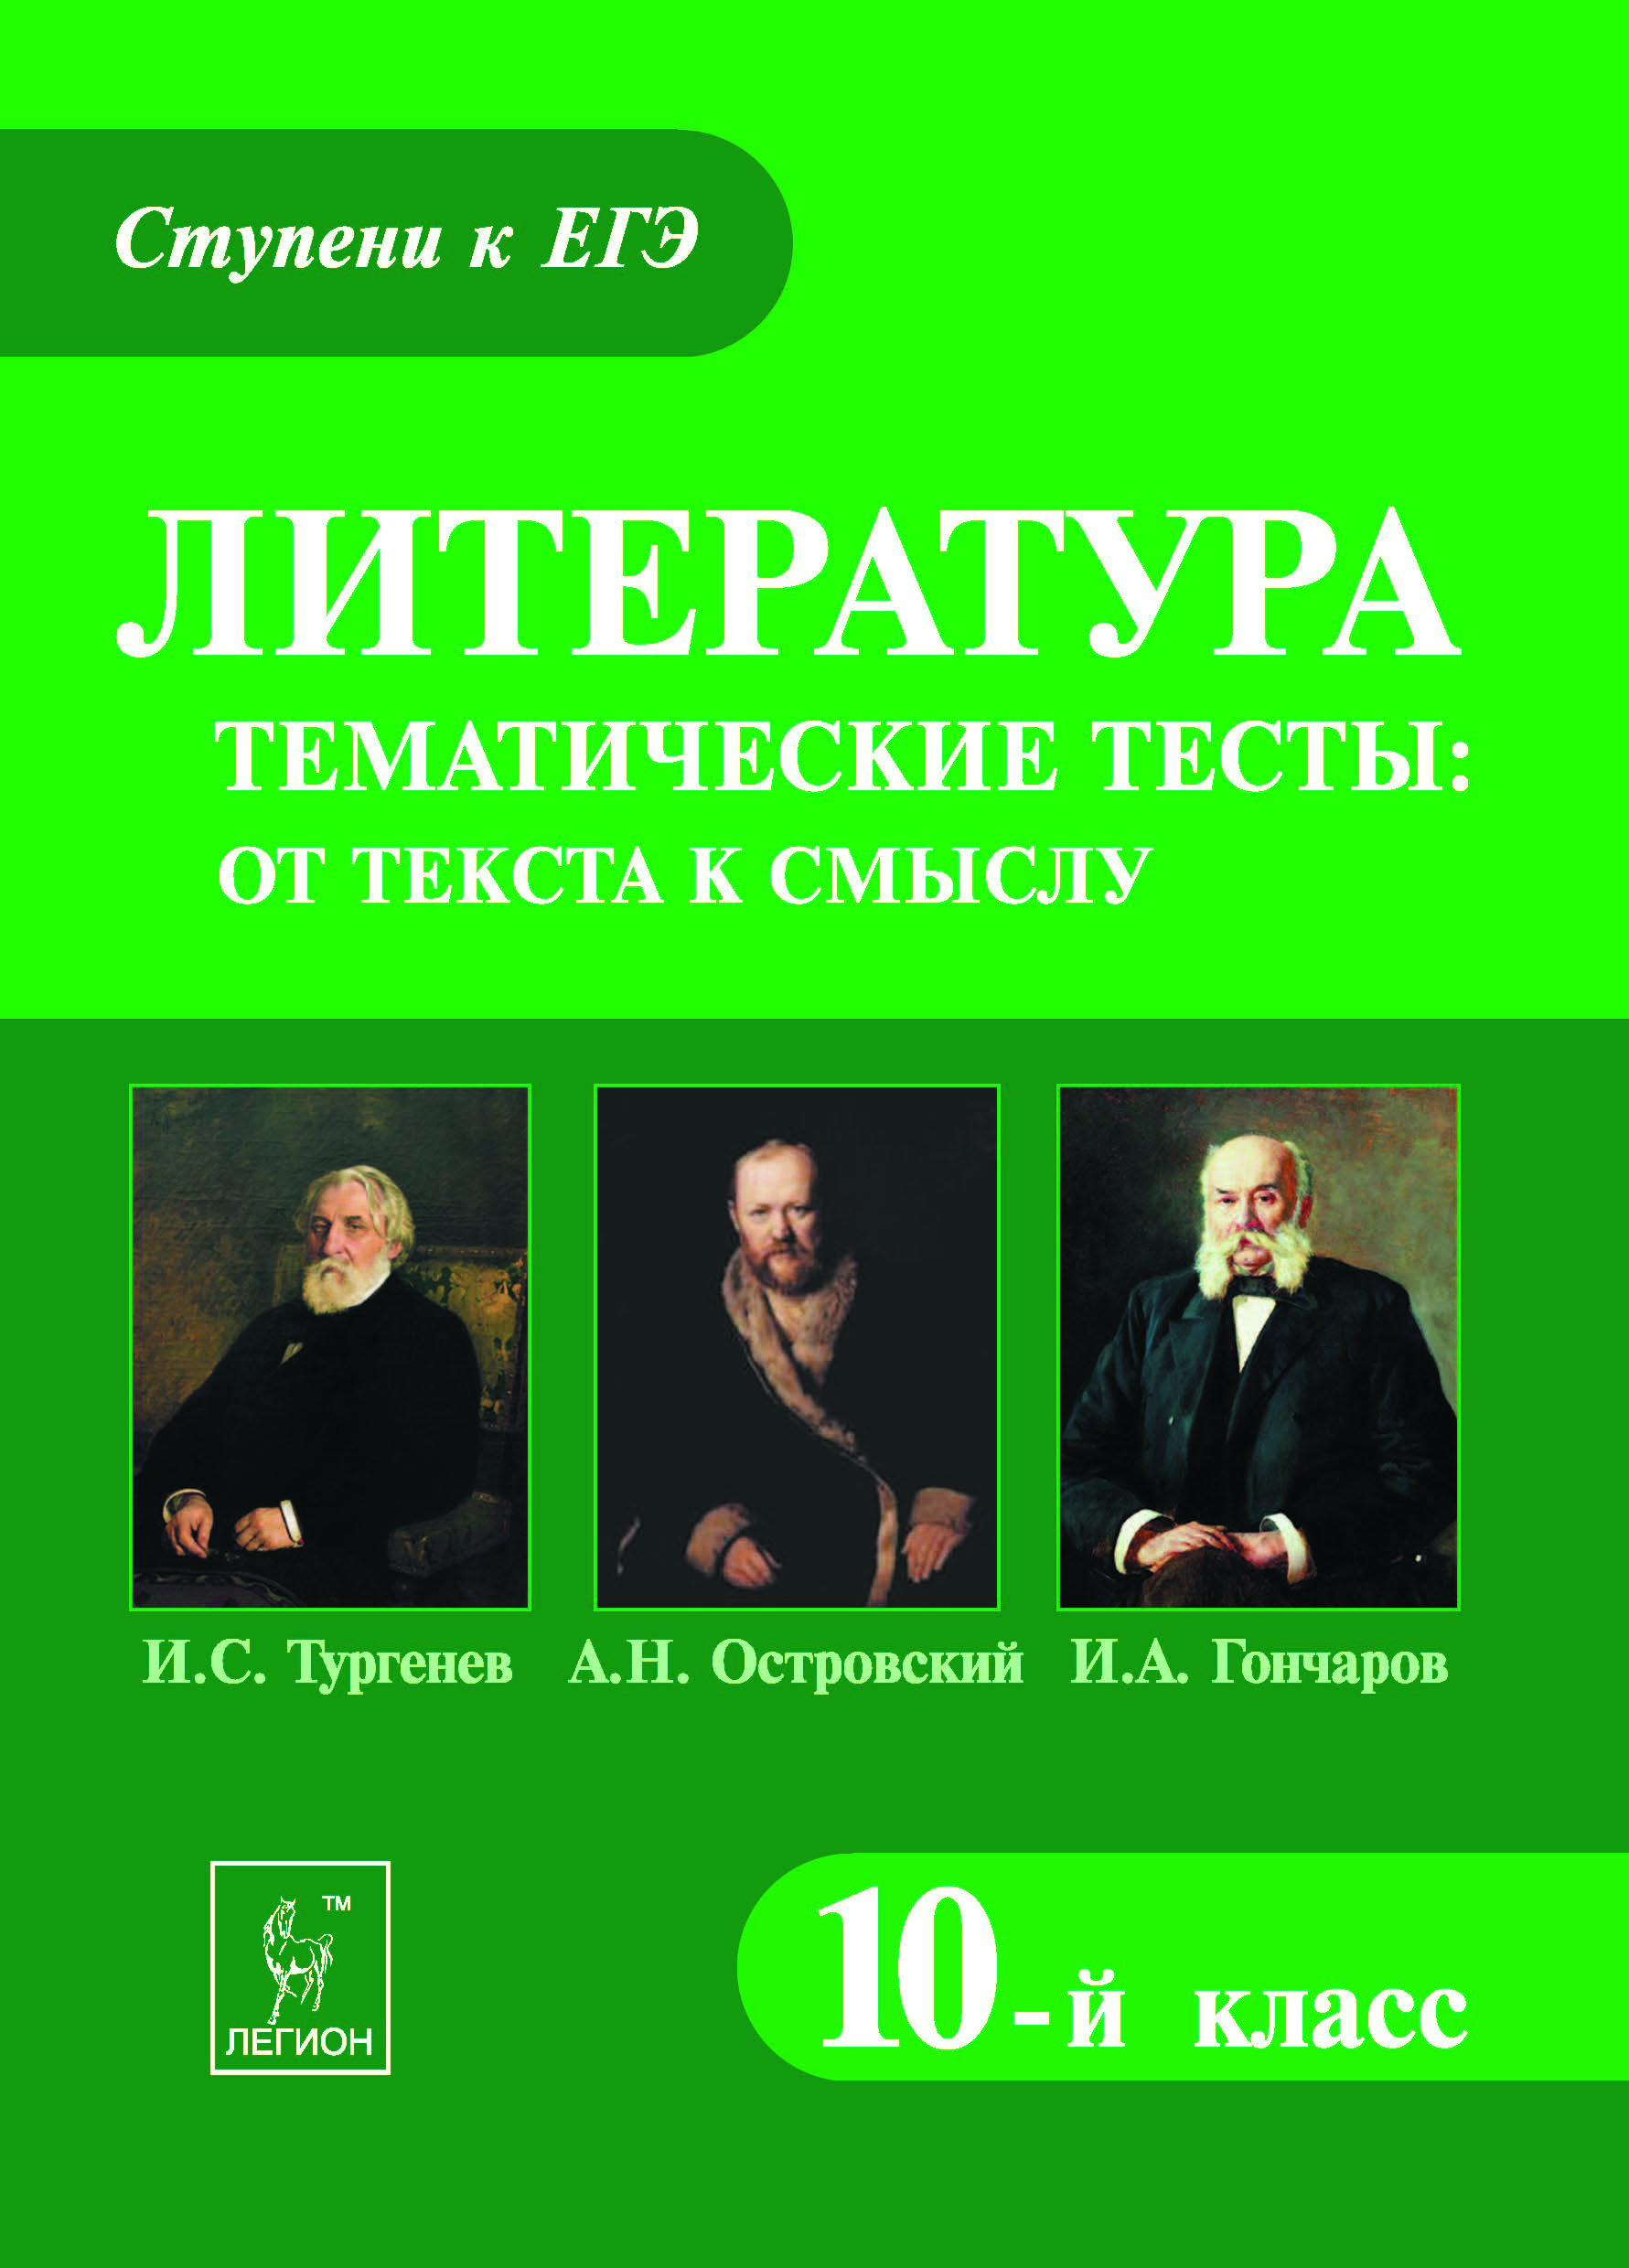 Ступени к ЕГЭ
ЛИТЕРАТУРА
ТЕМАТИЧЕСКИЕ ТЕСТЫ:
ОТ ТЕКСТА К СМЫСЛУ
И.С. Тургенев А.Н. Островский И.А. Гончаров
TM
ЛЕГИОН
10-й класс